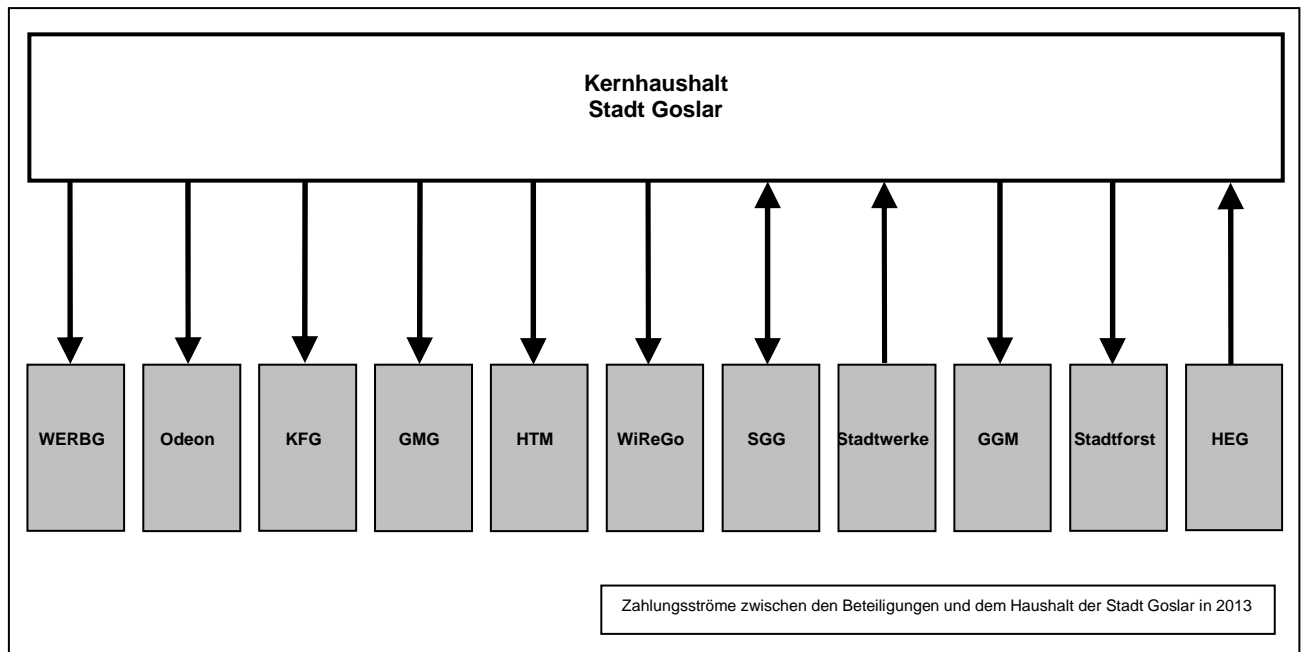 Kernhaushalt
Stadt Goslar
WERBG
Odeon
KFG
GMG
HTM
WiReGo
SGG
Stadtwerke
GGM
Stadtforst
HEG
Zahlungsströme zwischen den Beteiligungen und dem Haushalt der Stadt Goslar in 2013